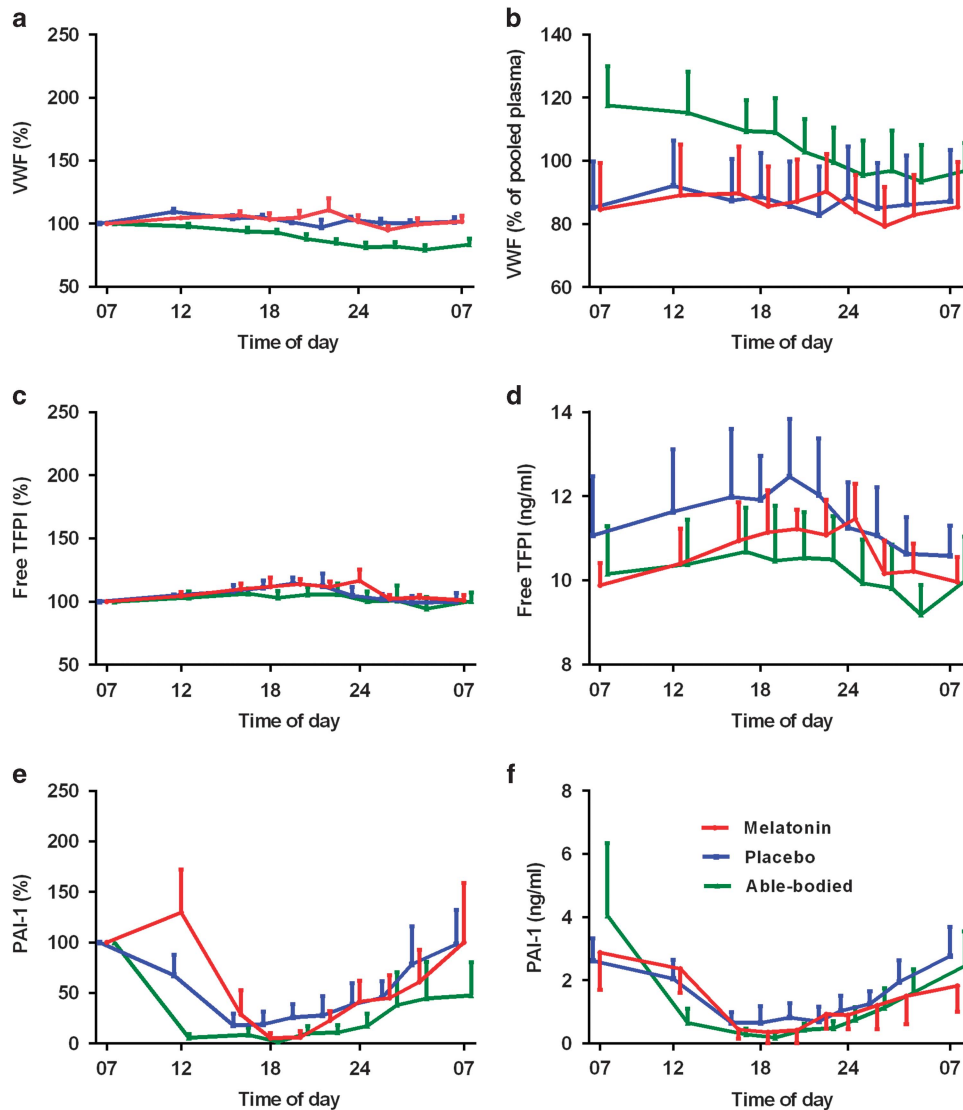 a
250
200
150
100
50
VWF (%)
07 12 18 24 07
Time of day
b
140
120
100
80
60
VWF (% of pooled plasma)
07 12 18 24 07
Time of day
c
250
200
150
100
50
Free TFPI (%)
07 12 18 24 07
Time of day
d
14
12
10
8
Free TFPI (ng/ml)
07 12 18 24 07
Time of day
e
250
200
150
100
50
0
PAI-1 (%)
07 12 18 24 07
Time of day
f
8
6
4
2
0
PAI-1 (ng/ml)
Melatonin
Placebo
Able-bodied
07 12 18 24 07
Time of day